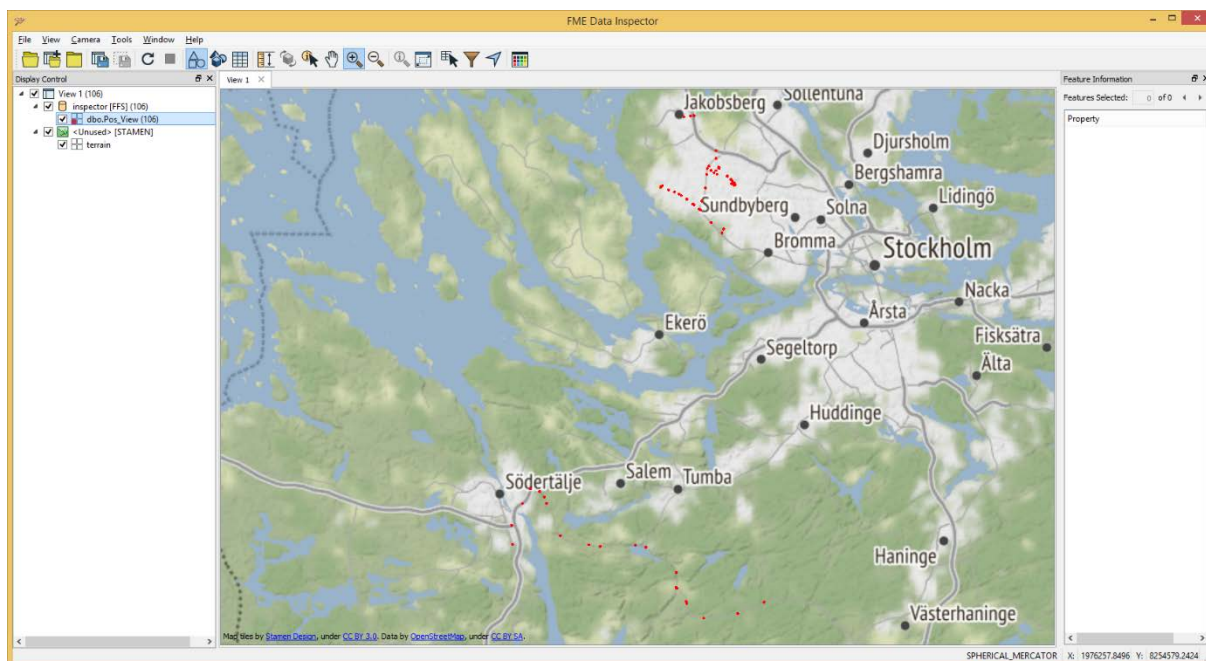 FME Data Inspector
File View Camera Tools Window Help
Display Control
View 1 (106)
inspector [FFS] (106)
dbo.Pos_View (106)
<Unused> [STAMEN]
terrain
View 1
Jakobsberg
Sollentuna
Djursholm
Bergshamra
Lidingö
Sundbyberg
Solna
Bromma
Stockholm
Nacka
Ekerö
Årsta
Fisksätra
Segeltorp
Älta
Huddinge
Södertälje
Salem
Tumba
Haninge
Västerhaninge
Map tiles by Stamen Design, under CC BY 3.0. Data by OpenStreetMap, under CC BY SA.
Feature Information
Features Selected: 0 of 0
Property
SPHERICAL_MERCATOR X: 1976257.8496 Y: 8254579.2424